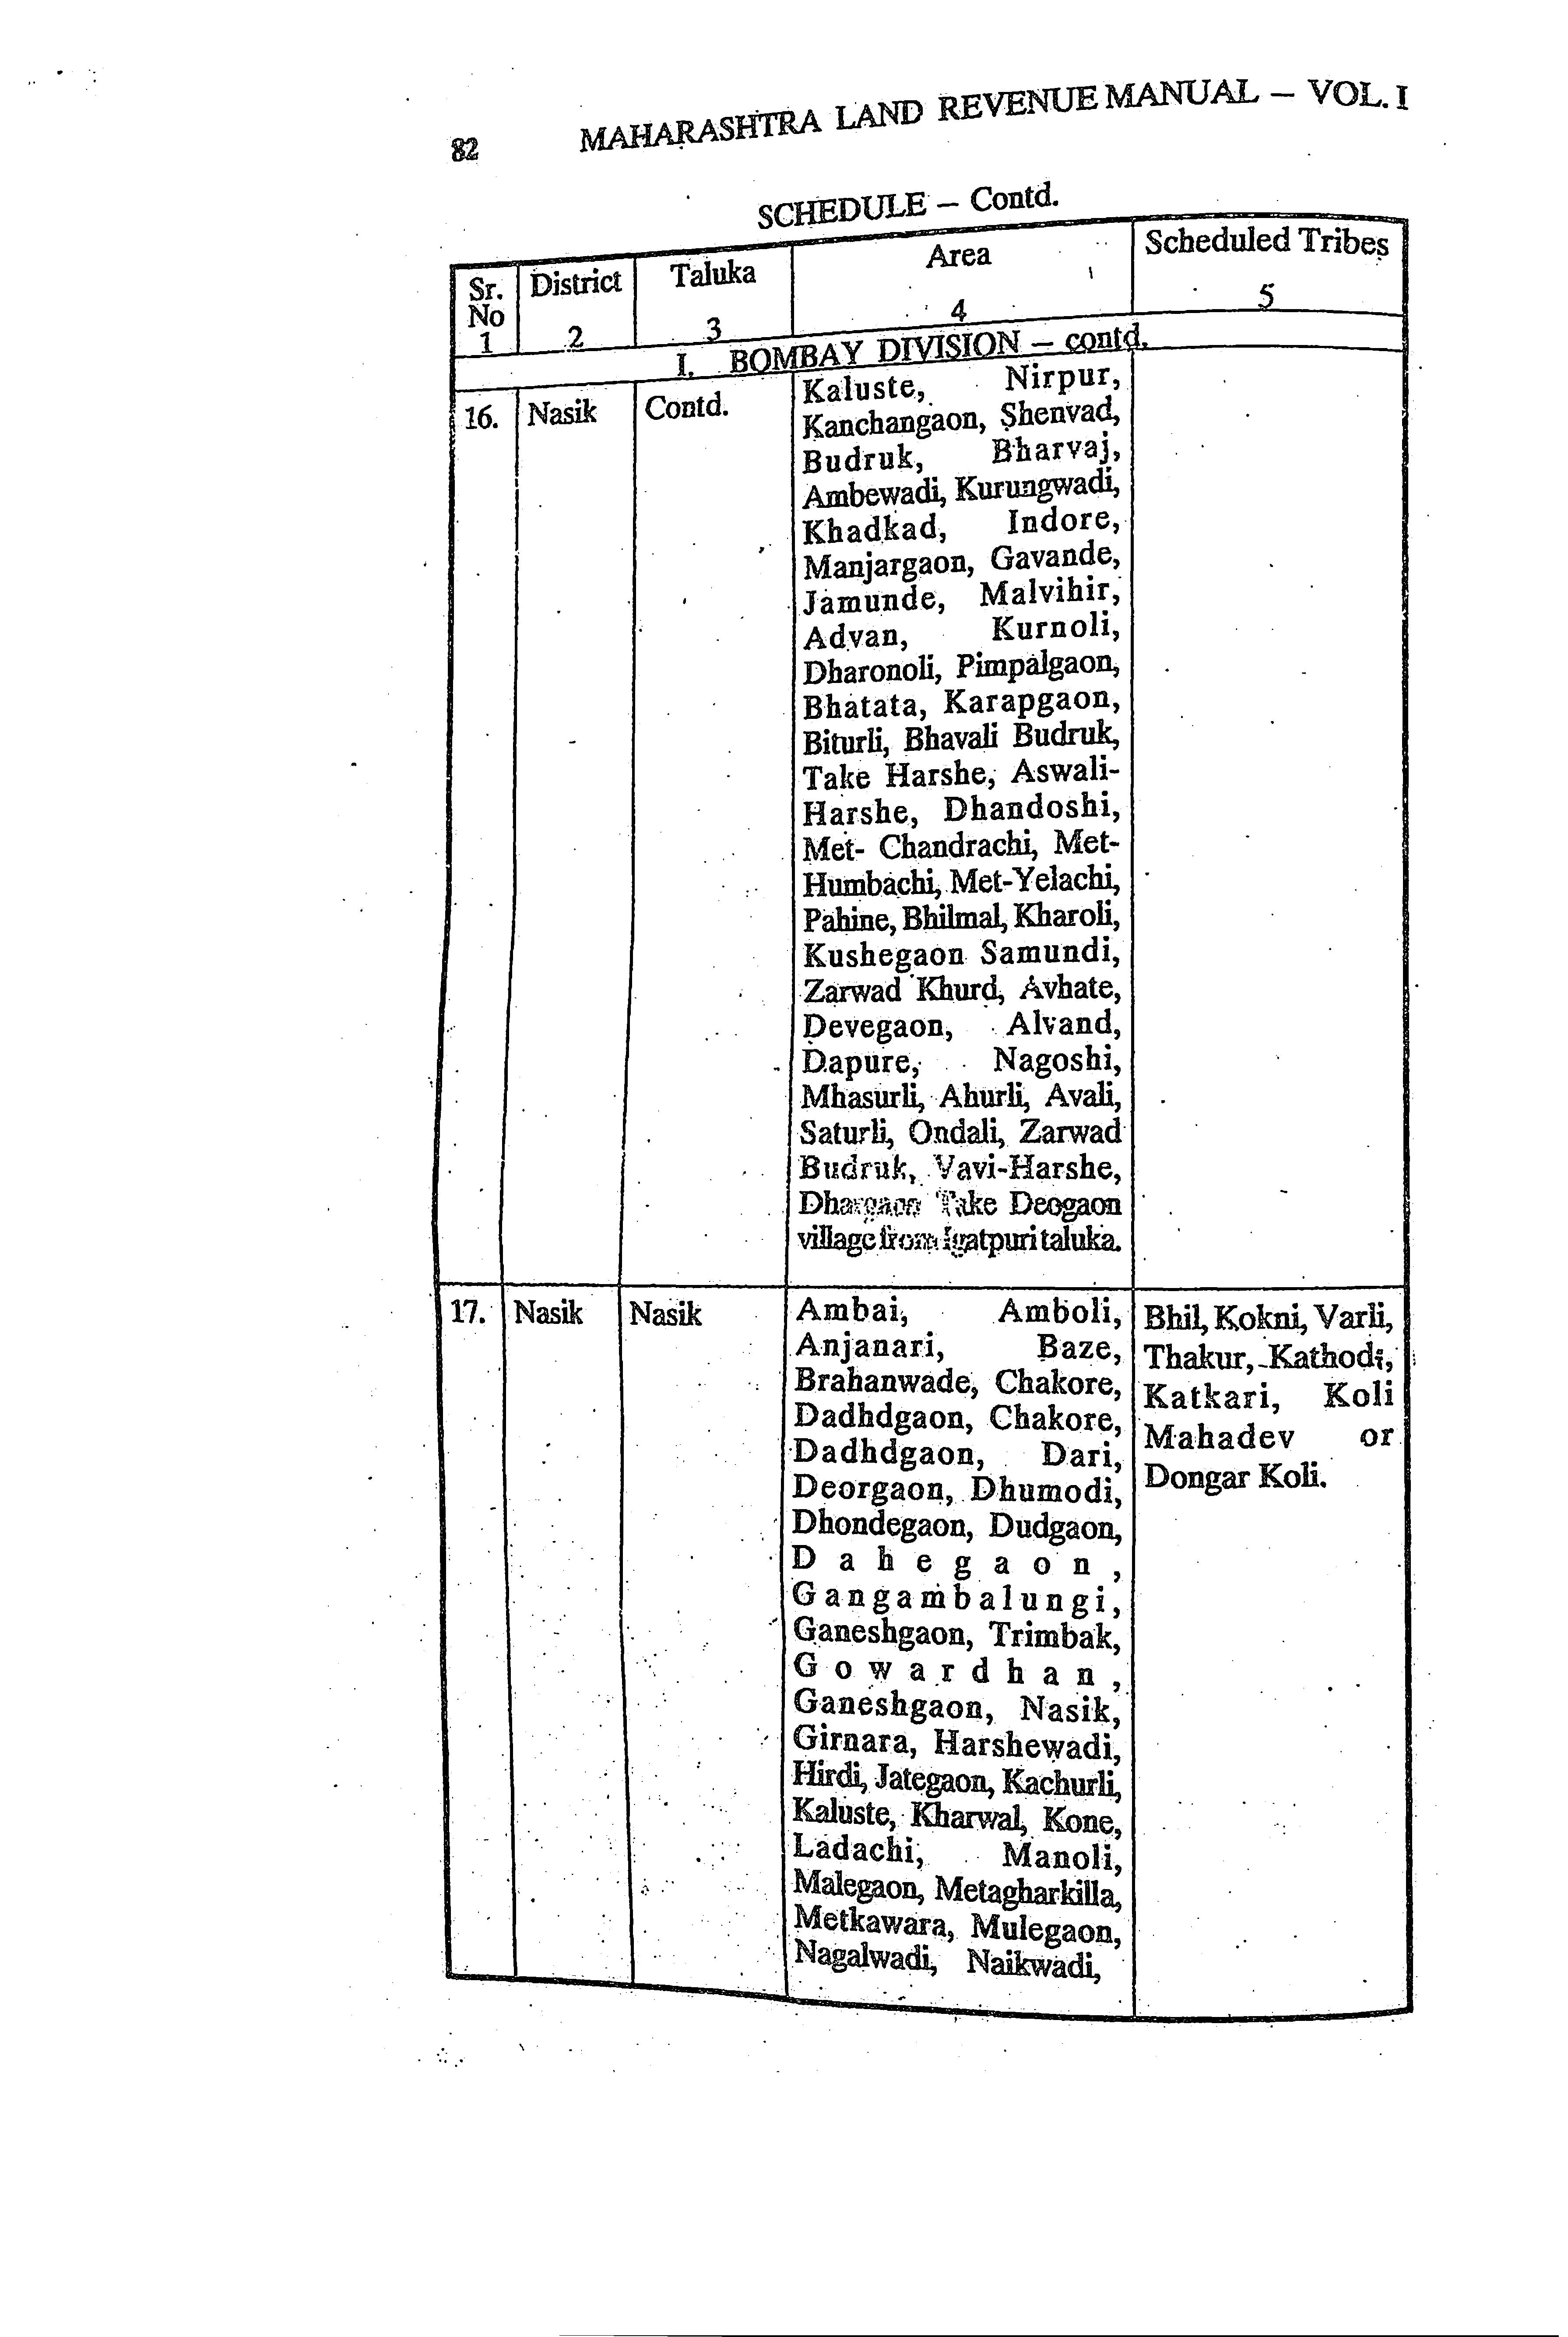 82 MAHARASHTRA LAND REVENUE MANUAL – VOL. I
SCHEDULE – Contd.
Sr. No District Taluka Area Scheduled Tribes
1 2 3 4 5
I. BOMBAY DIVISION – contd.
16. Nasik Contd. Kaluste, Nirpur,
Kanchangaon, Shenvad,
Budruk, Bharvaj,
Ambewadi, Kurungwadi,
Khadkad, Indore,
Manjargaon, Gavande,
Jamunde, Malvihir,
Advan, Kurnoli,
Dharonoli, Pimpalgaon,
Bhatata, Karapgaon,
Biturli, Bhavali Budruk,
Take Harshe, Aswali-
Harshe, Dhandoshi,
Met- Chandrachi, Met-
Humbachi, Met-Yelachi,
Pahine, Bhilmal, Kharoli,
Kushegaon Samundi,
Zarwad Khurd, Avhate,
Devegaon, Alvand,
Dapure, Nagoshi,
Mhasurli, Ahurli, Avali,
Saturli, Ondali, Zarwad
Budruk, Vavi-Harshe,
Take Deogaon
village from Igatpuri taluka.
17. Nasik Nasik Ambai, Amboli, Bhil, Kokni, Varli,
Anjanari, Baze, Thakur, Kathodi,
Brahanwade, Chakore, Katkari, Koli
Dadhdgaon, Chakore, Mahadev or
Dadhdgaon, Dari, Dongar Koli.
Deorgaon, Dhumodi,
Dhondegaon, Dudgaon,
Dahegaon,
Gangambalungi,
Ganeshgaon, Trimbak,
Gowardhan,
Ganeshgaon, Nasik,
Girnara, Harshewadi,
Hirdi, Jategaon, Kachurli,
Kaluste, Kharwal, Kone,
Ladachi, Manoli,
Malegaon, Metagharkilla,
Metkawara, Mulegaon,
Nagalwadi, Naikwadi,